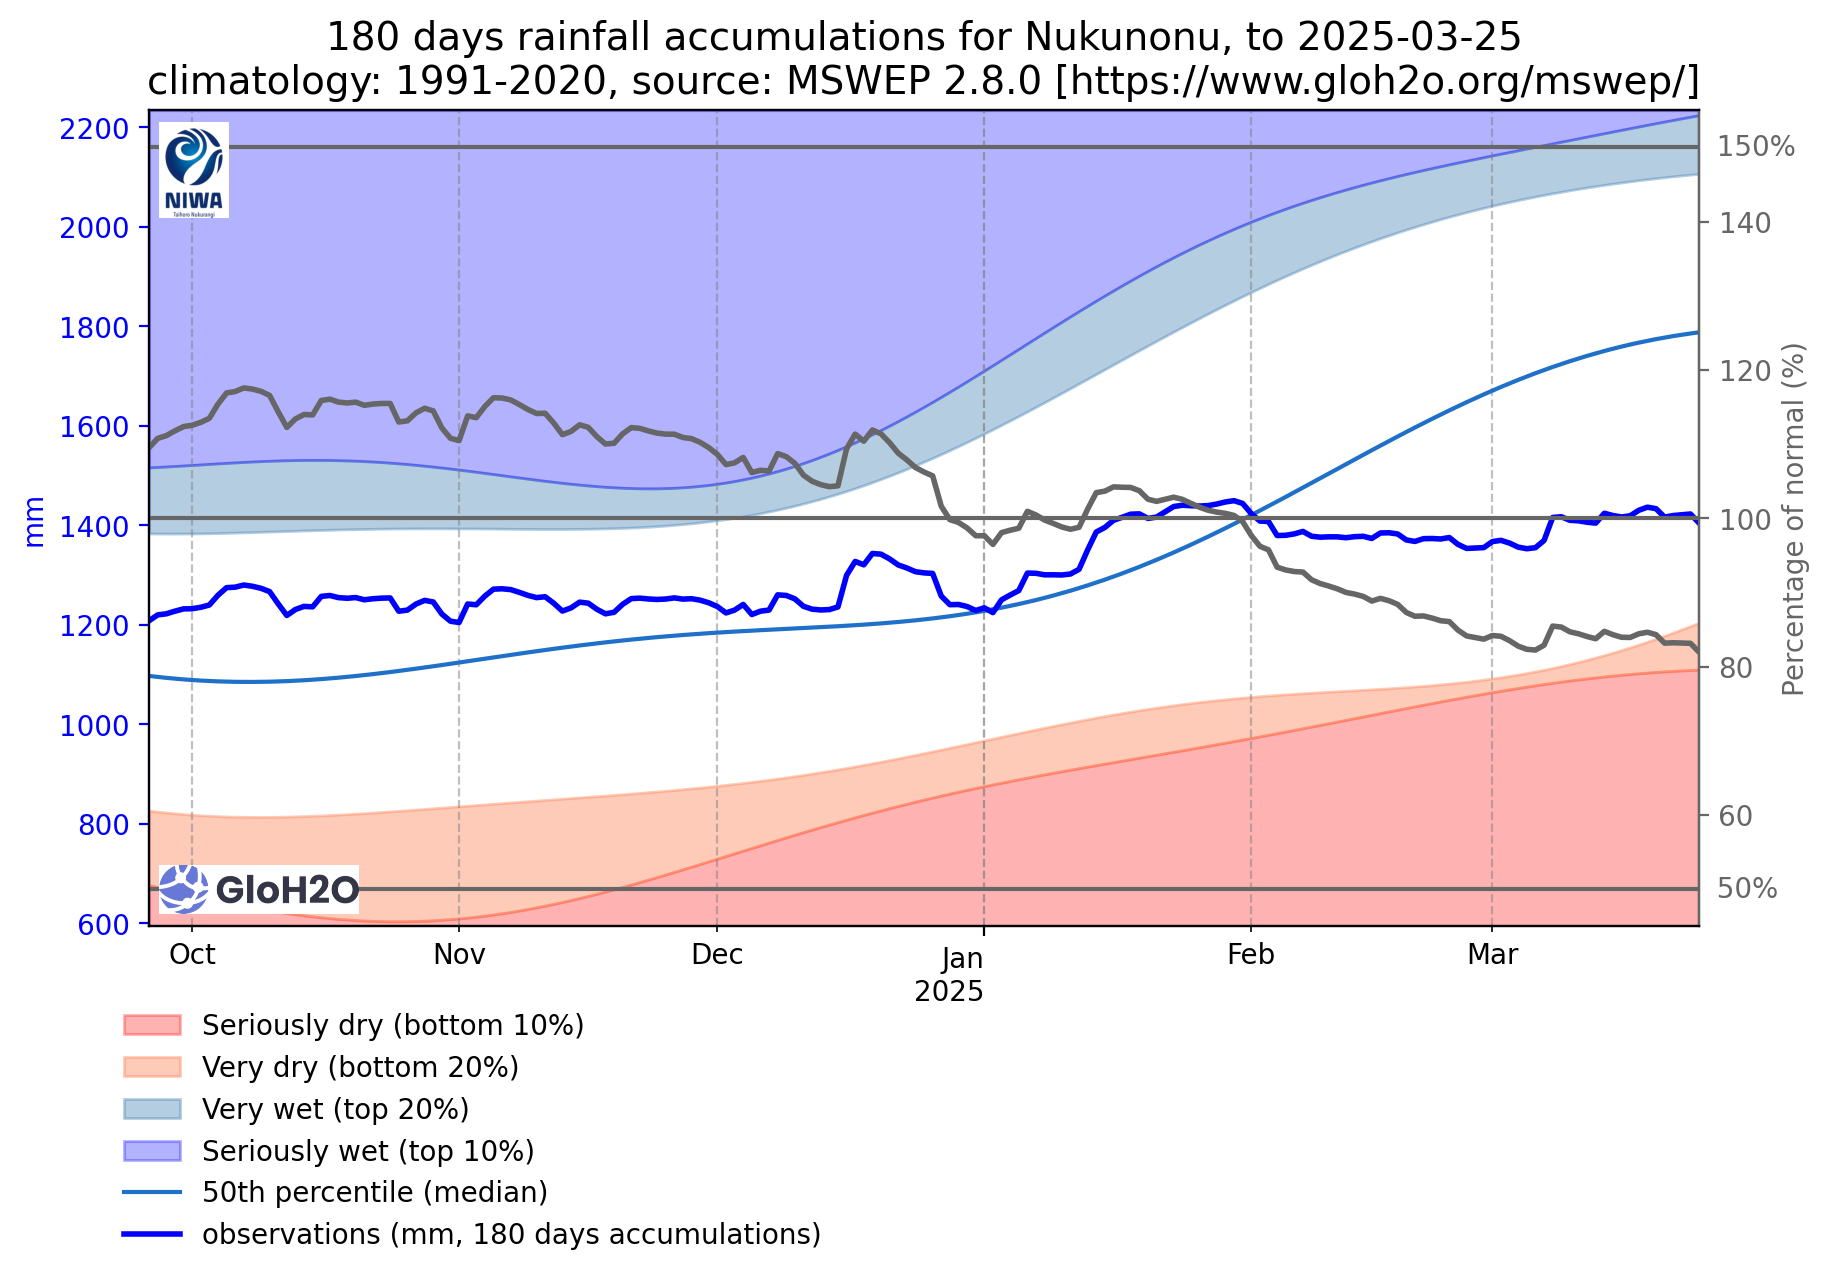 180 days rainfall accumulations for Nukunonu, to 2025-03-25
climatology: 1991-2020, source: MSWEP 2.8.0 [https://www.gloh2o.org/mswep/]
2200
2000
1800
1600
1400
1200
1000
800
600
mm
NIWA
Taihoro Nukurangi
GloH2O
150%
140
120
100
80
60
50%
Percentage of normal (%)
Oct
Nov
Dec
Jan
2025
Feb
Mar
Seriously dry (bottom 10%)
Very dry (bottom 20%)
Very wet (top 20%)
Seriously wet (top 10%)
50th percentile (median)
observations (mm, 180 days accumulations)